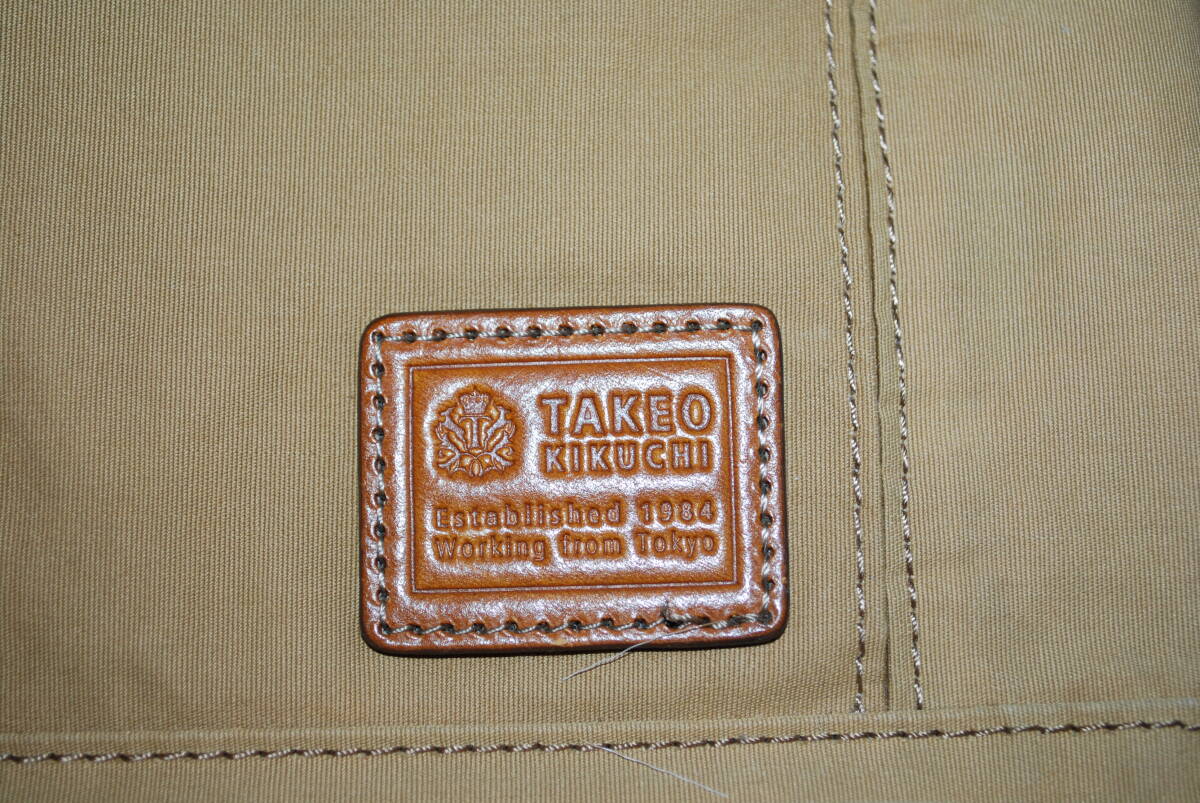 TAKEO
KIKUCHI
Established 1984
Working from Tokyo